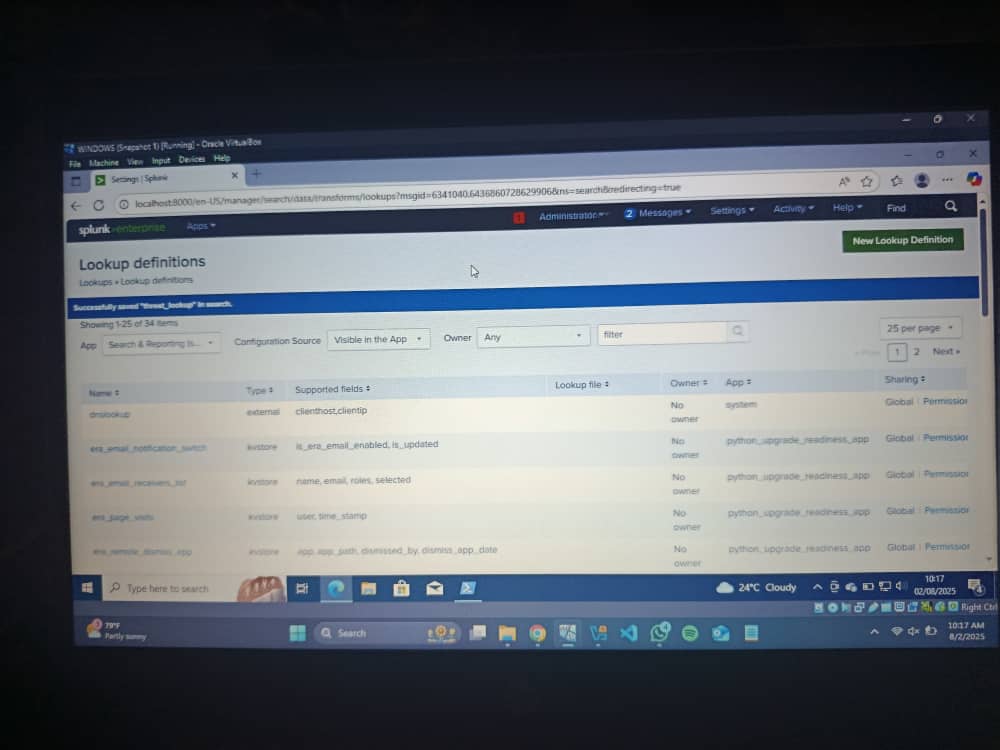 WINDOWS (Snapshot 1) [Running] - Oracle VirtualBox
File Machine View Input Devices Help
Settings | Splunk
localhost:8000/en-US/manager/search/data/transforms/lookups?msgid=6341040.6436860728629906&ns=search&redirecting=true
splunk>enterprise Apps
! Administrator 2 Messages Settings Activity Help Find
Lookup definitions
New Lookup Definition
Lookups » Lookup definitions
Successfully saved "threat_lookup" in search.
Showing 1-25 of 34 items
App Search & Reporting (s... Configuration Source Visible in the App Owner Any filter 25 per page
« Prev 1 2 Next »
Name Type Supported fields Lookup file Owner App Sharing
dnslookup external clienthost,clientip No owner system Global | Permission
era_email_notification_switch kvstore is_era_email_enabled, is_updated No owner python_upgrade_readiness_app Global | Permission
era_email_receivers_list kvstore name, email, roles, selected No owner python_upgrade_readiness_app Global | Permission
era_page_visits kvstore user, time_stamp No owner python_upgrade_readiness_app Global | Permission
era_remote_dismiss_app kvstore app, app_path, dismissed_by, dismiss_app_date No owner python_upgrade_readiness_app Global | Permission
Type here to search 24°C Cloudy 10:17
02/08/2025
4
Right Ctrl
79°F
Partly sunny
Search
10:17 AM
8/2/2025